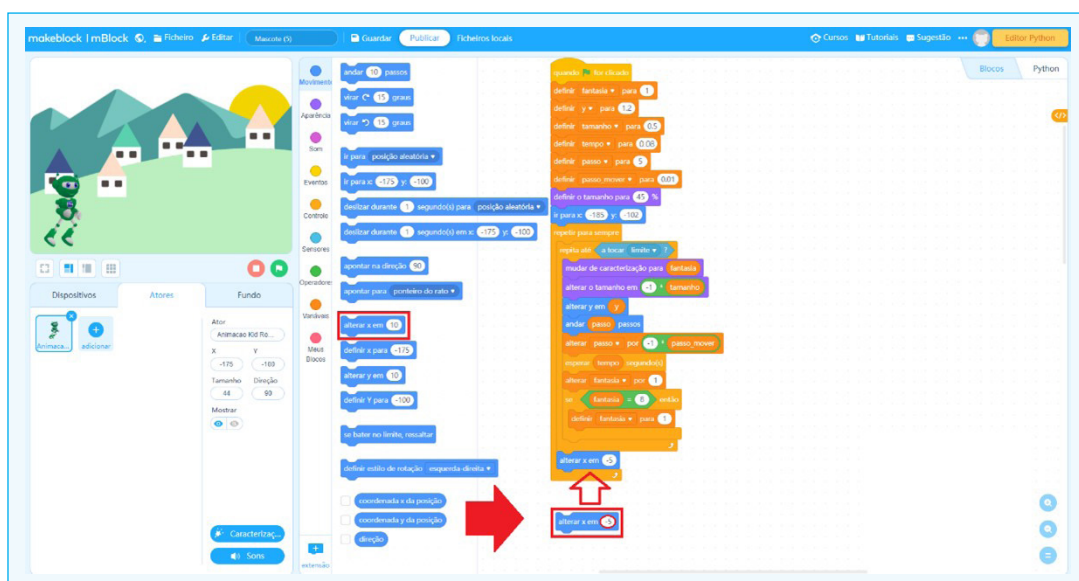 makeblock | mBlock Ficheiro Editar Mascote (5) Guardar Publicar Ficheiros locais Cursos Tutoriais Sugestão Editor Python
Blocos Python
Movimento
Aparência
Som
Eventos
Controlo
Sensores
Operadores
Variáveis
Meus Blocos
extensão
andar 10 passos
virar 15 graus
virar 15 graus
ir para posição aleatória
ir para x: -175 y: -100
deslizar durante 1 segundo(s) para posição aleatória
deslizar durante 1 segundo(s) em x: -175 y: -100
apontar na direção 90
apontar para ponteiro do rato
alterar x em 10
definir x para -175
alterar y em 10
definir Y para -100
se bater no limite, ressaltar
definir estilo de rotação esquerda-direita
coordenada x da posição
coordenada y da posição
direção
quando for clicado
definir fantasia para 1
definir y para 1.2
definir tamanho para 0.5
definir tempo para 0.06
definir passo para 5
definir passo_mover para 0.01
definir o tamanho para 45 %
ir para x: -185 y: -102
repetir para sempre
repita até a tocar limite ?
mudar de caracterização para fantasia
alterar o tamanho em -1 * tamanho
alterar y em y
andar passo passos
alterar passo por -1 * passo_mover
esperar tempo segundo(s)
alterar fantasia por 1
se fantasia = 8 então
definir fantasia para 1
alterar x em -5
alterar x em -5
Dispositivos Atores Fundo
Animaca...
adicionar
Ator
Animacao Kid Ro...
X Y
-175 -103
Tamanho Direção
44 93
Mostrar
Caracterizaç...
Sons